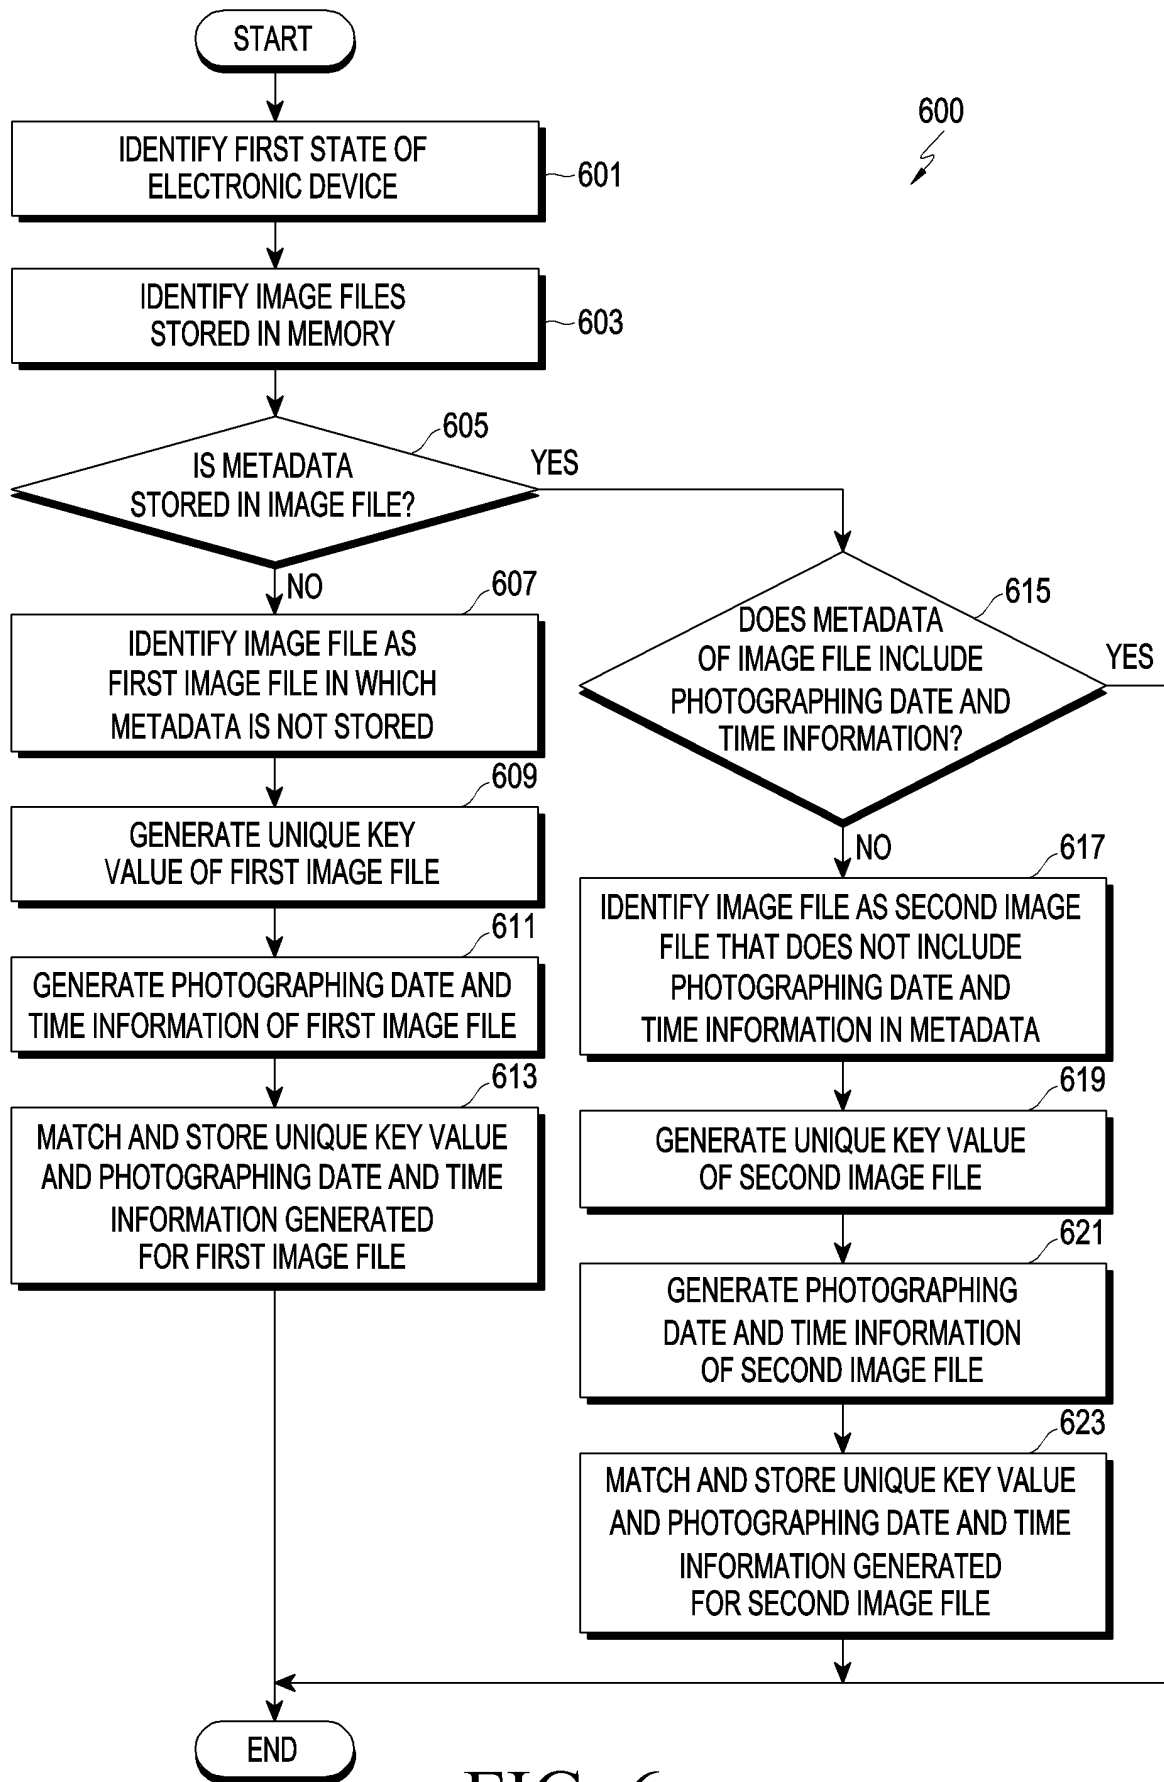 START
600
IDENTIFY FIRST STATE OF
ELECTRONIC DEVICE
601
IDENTIFY IMAGE FILES
STORED IN MEMORY
603
605
IS METADATA
STORED IN IMAGE FILE?
YES
NO
607
IDENTIFY IMAGE FILE AS
FIRST IMAGE FILE IN WHICH
METADATA IS NOT STORED
609
GENERATE UNIQUE KEY
VALUE OF FIRST IMAGE FILE
611
GENERATE PHOTOGRAPHING DATE AND
TIME INFORMATION OF FIRST IMAGE FILE
613
MATCH AND STORE UNIQUE KEY VALUE
AND PHOTOGRAPHING DATE AND TIME
INFORMATION GENERATED
FOR FIRST IMAGE FILE
615
DOES METADATA
OF IMAGE FILE INCLUDE
PHOTOGRAPHING DATE AND
TIME INFORMATION?
YES
NO
617
IDENTIFY IMAGE FILE AS SECOND IMAGE
FILE THAT DOES NOT INCLUDE
PHOTOGRAPHING DATE AND
TIME INFORMATION IN METADATA
619
GENERATE UNIQUE KEY VALUE
OF SECOND IMAGE FILE
621
GENERATE PHOTOGRAPHING
DATE AND TIME INFORMATION
OF SECOND IMAGE FILE
623
MATCH AND STORE UNIQUE KEY VALUE
AND PHOTOGRAPHING DATE AND TIME
INFORMATION GENERATED
FOR SECOND IMAGE FILE
END
FIG. 6